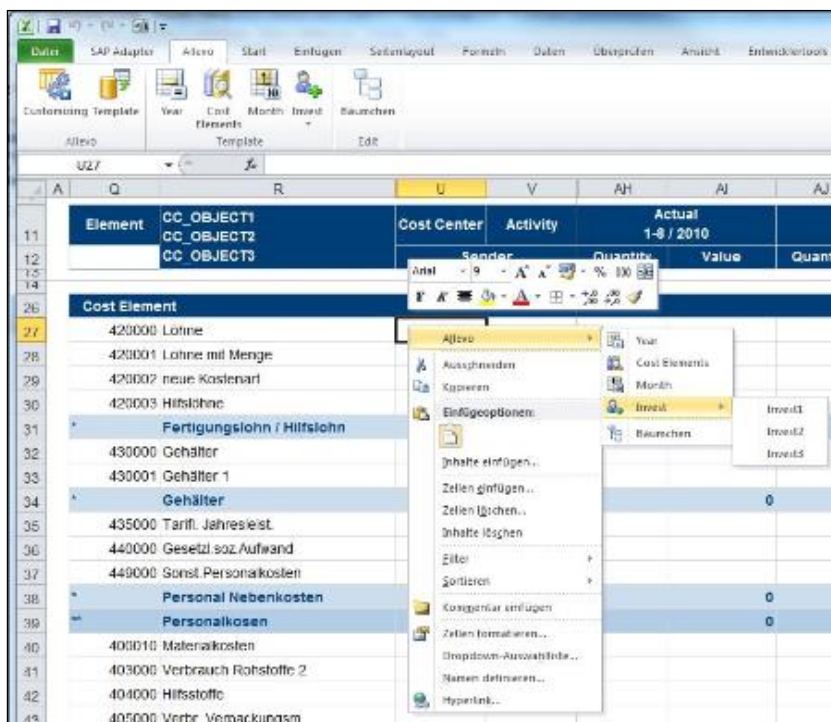 Datei SAP Adapter Allevo Start Einfügen Seitenlayout Formeln Daten Überprüfen Ansicht Entwicklertools
Customizing Template Year Cost Elements Month Invest Bäumchen
Allevo Template Edit
U27 fx
A Q R U V AH AI AJ
11 Element CC_OBJECT1 Cost Center Activity Actual
CC_OBJECT2 1-8 / 2010
12 CC_OBJECT3 Sender Quantity Value Quant
13
14
Arial 9 A A % 000
F K A
26 Cost Element
27 420000 Löhne
28 420001 Löhne mit Menge
29 420002 neue Kostenart
30 420003 Hilfslöhne
31 * Fertigungslohn / Hilfslohn
32 430000 Gehälter
33 430001 Gehälter 1
34 * Gehälter 0
35 435000 Tarifl. Jahresleist.
36 440000 Gesetzl.soz.Aufwand
37 449000 Sonst.Personalkosten
38 * Personal Nebenkosten 0
39 ** Personalkosen 0
40 400010 Materialkosten
41 403000 Verbrauch Rohstoffe 2
42 404000 Hilfsstoffe
43 405000 Verbr. Verpackungsm
Allevo
Ausschneiden
Kopieren
Einfügeoptionen:
Inhalte einfügen...
Zellen einfügen...
Zellen löschen...
Inhalte löschen
Filter
Sortieren
Kommentar einfügen
Zellen formatieren...
Dropdown-Auswahlliste...
Namen definieren...
Hyperlink...
Year
Cost Elements
Month
Invest
Bäumchen
Invest1
Invest2
Invest3